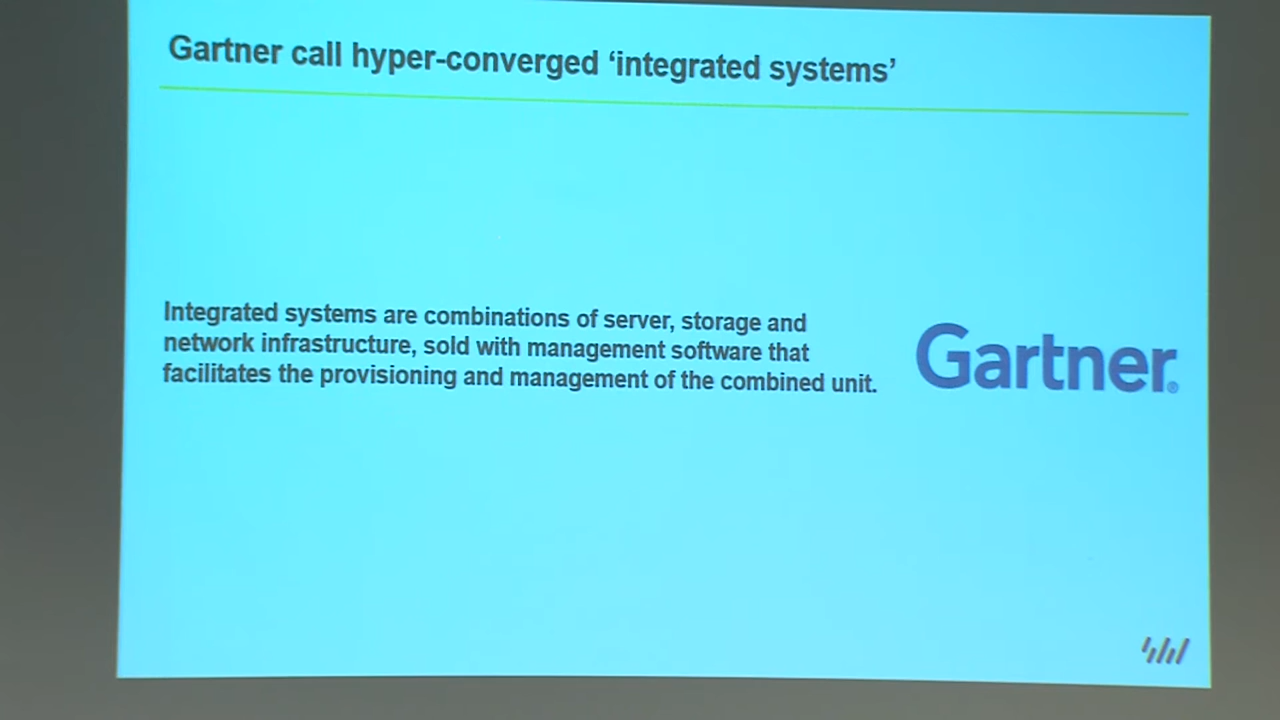 Gartner call hyper-converged ‘integrated systems’
Integrated systems are combinations of server, storage and
network infrastructure, sold with management software that
facilitates the provisioning and management of the combined unit.
Gartner®